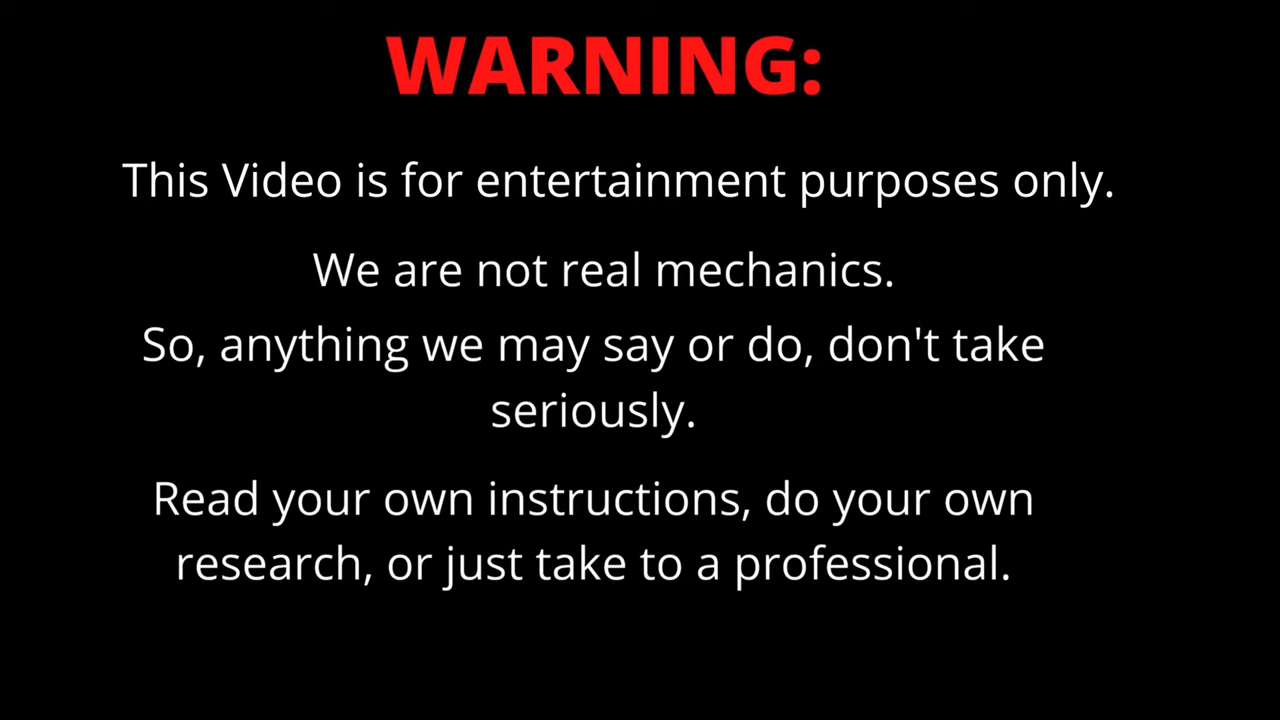 WARNING:
This Video is for entertainment purposes only.
We are not real mechanics.
So, anything we may say or do, don't take
seriously.
Read your own instructions, do your own
research, or just take to a professional.